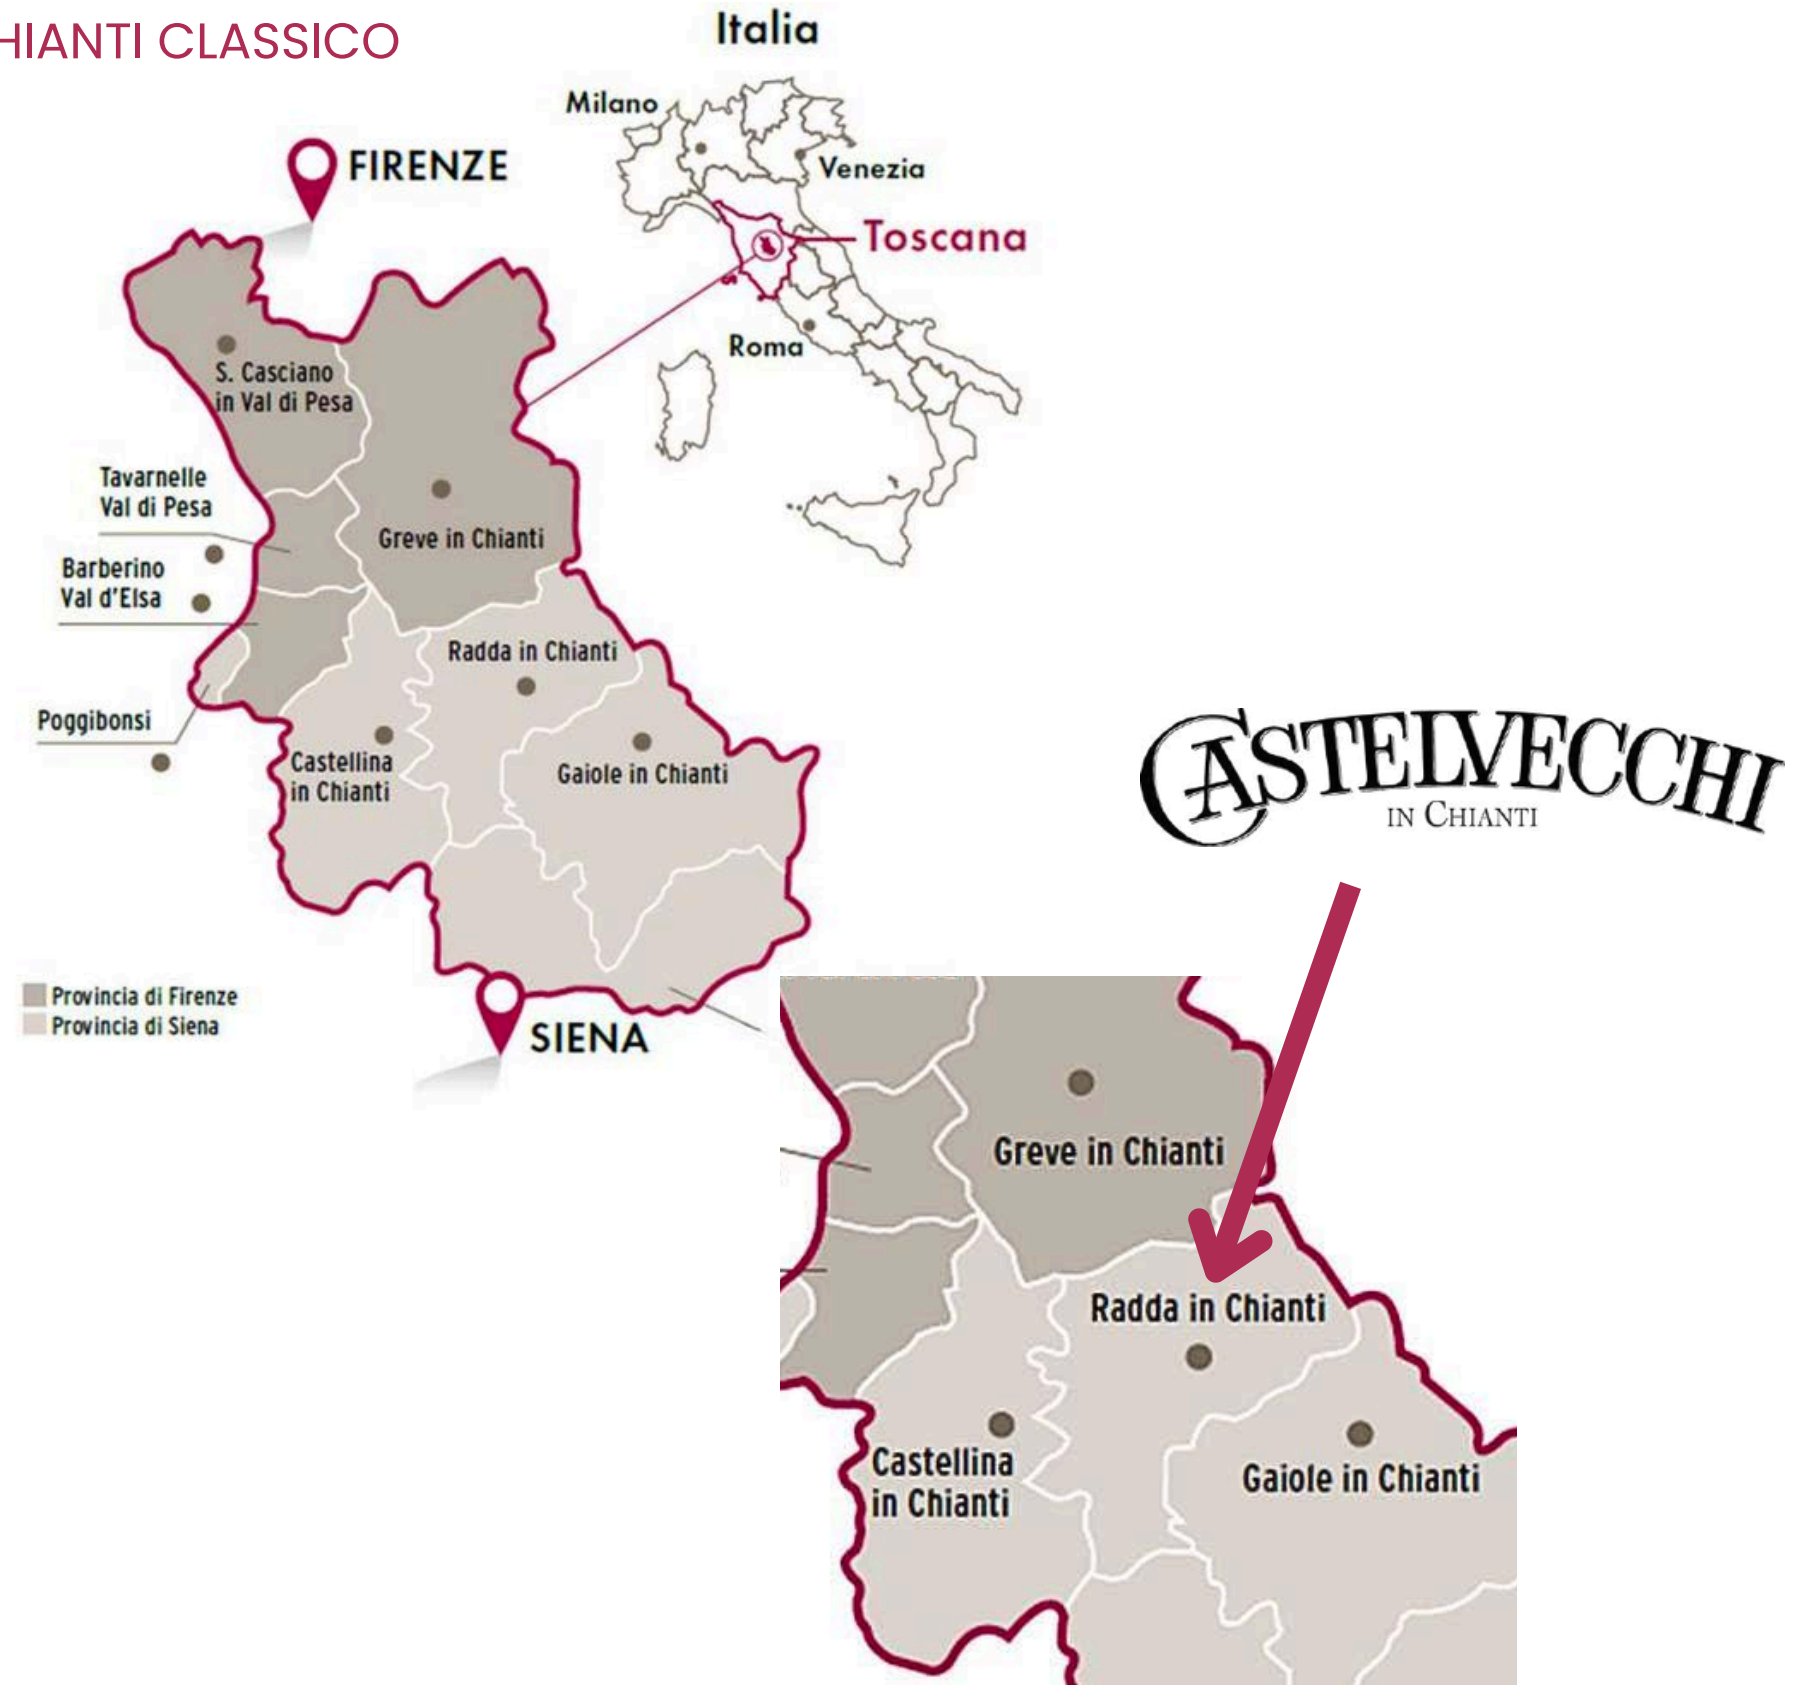 HIANTI CLASSICO
Italia
Milano
Venezia
Toscana
Roma
FIRENZE
S. Casciano
in Val di Pesa
Tavarnelle
Val di Pesa
Greve in Chianti
Barberino
Val d'Elsa
Radda in Chianti
Poggibonsi
Castellina
in Chianti
Gaiole in Chianti
Provincia di Firenze
Provincia di Siena
SIENA
CASTELVECCHI
IN CHIANTI
Greve in Chianti
Radda in Chianti
Castellina
in Chianti
Gaiole in Chianti